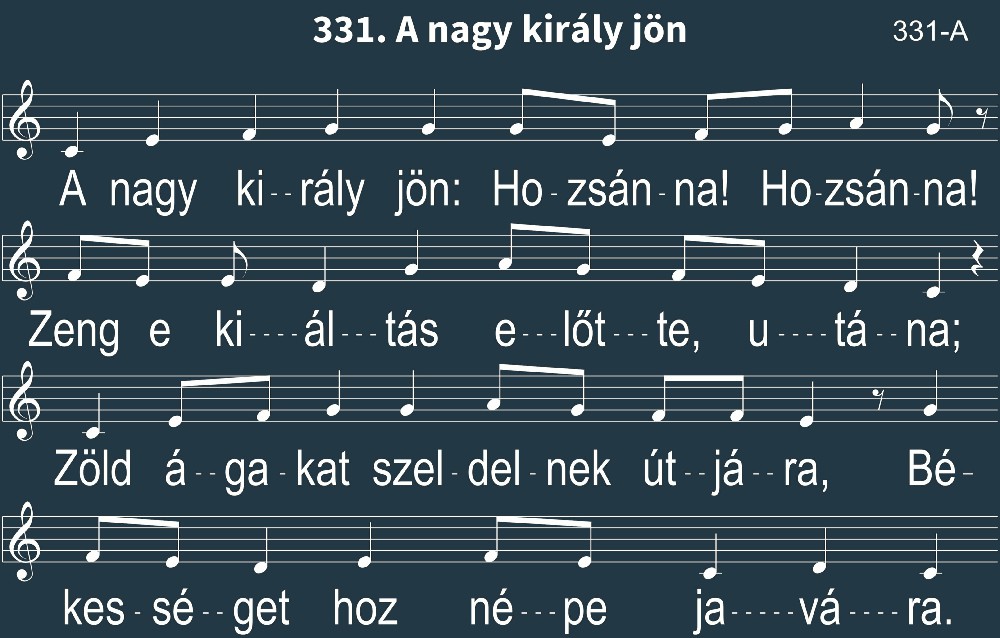 331. A nagy király jön
331-A
A nagy ki--rály jön: Ho-zsán-na! Ho-zsán-na!
Zeng e ki----ál---tás e---lőt---te, u----tá--na;
Zöld á--ga-kat szel-del-nek út--já--ra, Bé-
kes-sé--get hoz né---pe ja-----vá----ra.